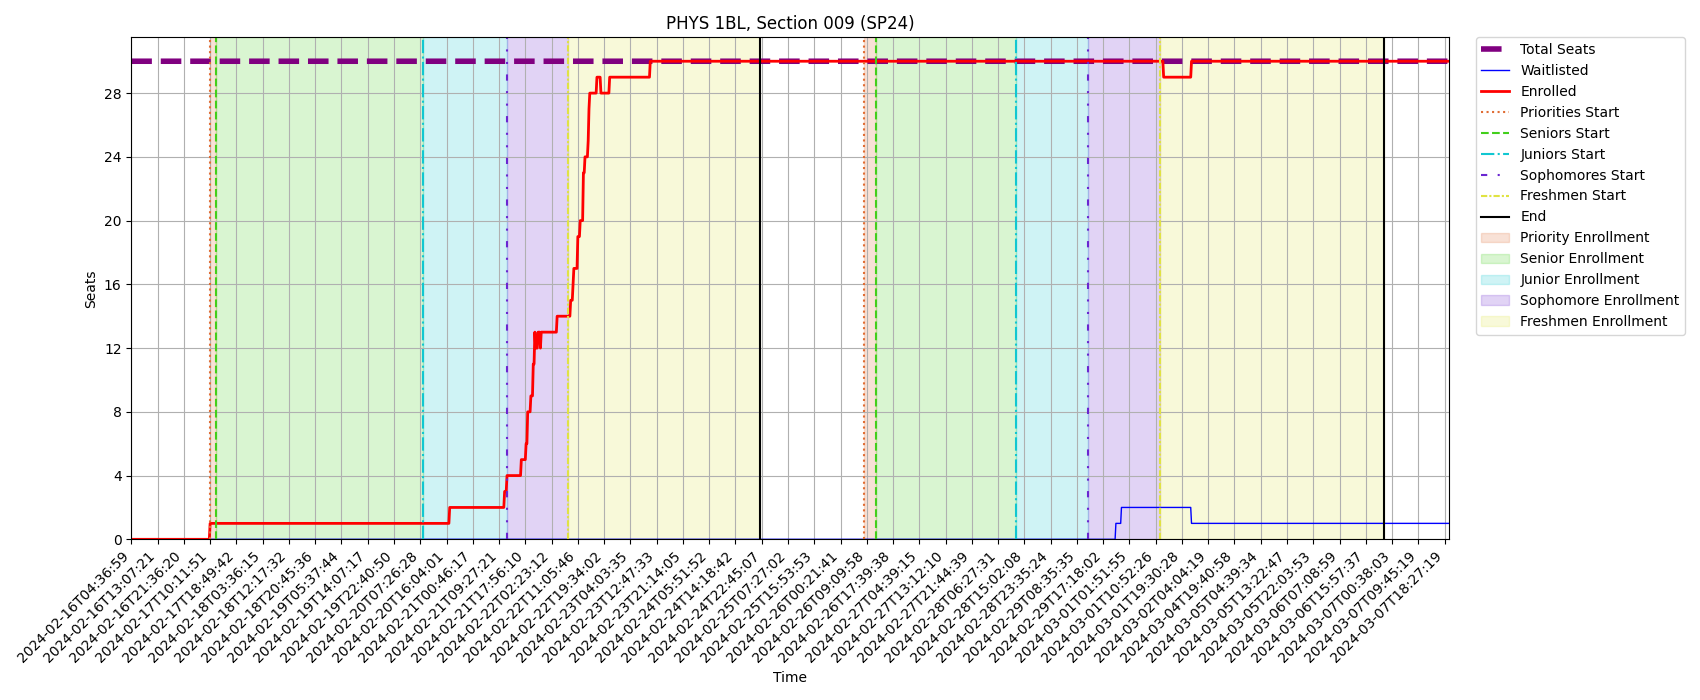 PHYS 1BL, Section 009 (SP24)
Seats
28
24
20
16
12
8
4
0
2024-02-16T04:36:59
2024-02-16T13:07:21
2024-02-16T21:36:20
2024-02-17T10:11:51
2024-02-17T18:49:42
2024-02-18T03:36:15
2024-02-18T12:17:32
2024-02-18T20:45:36
2024-02-19T05:37:44
2024-02-19T14:07:17
2024-02-19T22:40:50
2024-02-20T07:26:28
2024-02-20T16:04:01
2024-02-21T00:46:17
2024-02-21T09:27:21
2024-02-21T17:56:10
2024-02-22T02:23:12
2024-02-22T11:05:46
2024-02-22T19:34:02
2024-02-23T04:03:35
2024-02-23T12:47:33
2024-02-23T21:14:05
2024-02-24T05:51:52
2024-02-24T14:18:42
2024-02-24T22:45:07
2024-02-25T07:27:02
2024-02-25T15:53:53
2024-02-26T00:21:41
2024-02-26T09:09:58
2024-02-26T17:39:38
2024-02-27T04:39:15
2024-02-27T13:12:10
2024-02-27T21:44:39
2024-02-28T06:27:31
2024-02-28T15:02:08
2024-02-28T23:35:24
2024-02-29T08:35:35
2024-02-29T17:18:02
2024-03-01T01:51:55
2024-03-01T10:52:26
2024-03-01T19:30:28
2024-03-02T04:04:19
2024-03-04T19:40:58
2024-03-05T04:39:34
2024-03-05T13:22:47
2024-03-05T22:03:53
2024-03-06T07:08:59
2024-03-06T15:57:37
2024-03-07T00:38:03
2024-03-07T09:45:19
2024-03-07T18:27:19
Time
Total Seats
Waitlisted
Enrolled
Priorities Start
Seniors Start
Juniors Start
Sophomores Start
Freshmen Start
End
Priority Enrollment
Senior Enrollment
Junior Enrollment
Sophomore Enrollment
Freshmen Enrollment